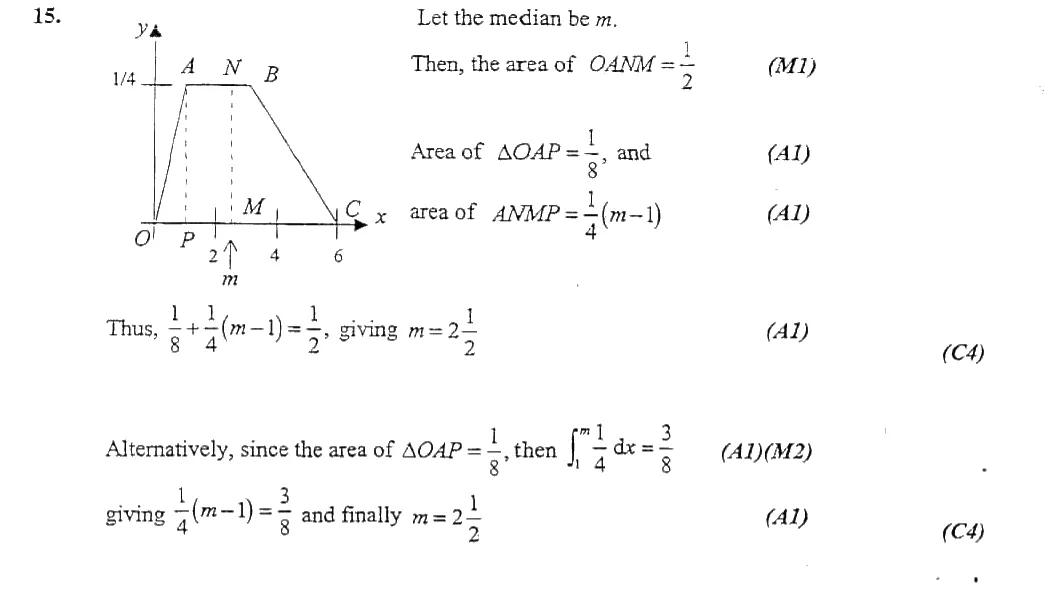 15.
Let the median be m.
y
A N B
1/4
Then, the area of OANM = 1/2 (M1)
Area of ΔOAP = 1/8, and (A1)
M C x
area of ANMP = 1/4(m−1) (A1)
O P 2 4 6
m
Thus, 1/8 + 1/4(m−1) = 1/2, giving m = 2 1/2 (A1)
(C4)
Alternatively, since the area of ΔOAP = 1/8, then ∫₁ᵐ 1/4 dx = 3/8 (A1)(M2)
giving 1/4(m−1) = 3/8 and finally m = 2 1/2 (A1)
(C4)